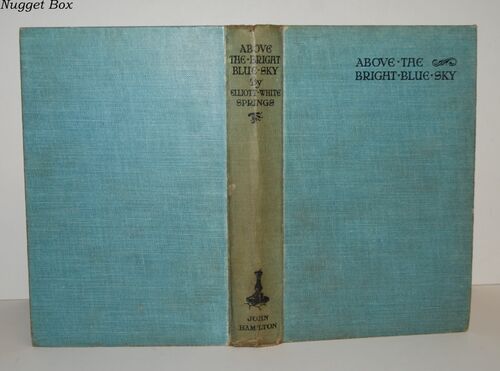 Nugget Box
ABOVE
THE·BRIGHT
BLUE·SKY
by
ELLIOTT·WHITE
SPRINGS
JOHN
HAMILTON
ABOVE·THE
BRIGHT·BLUE·SKY